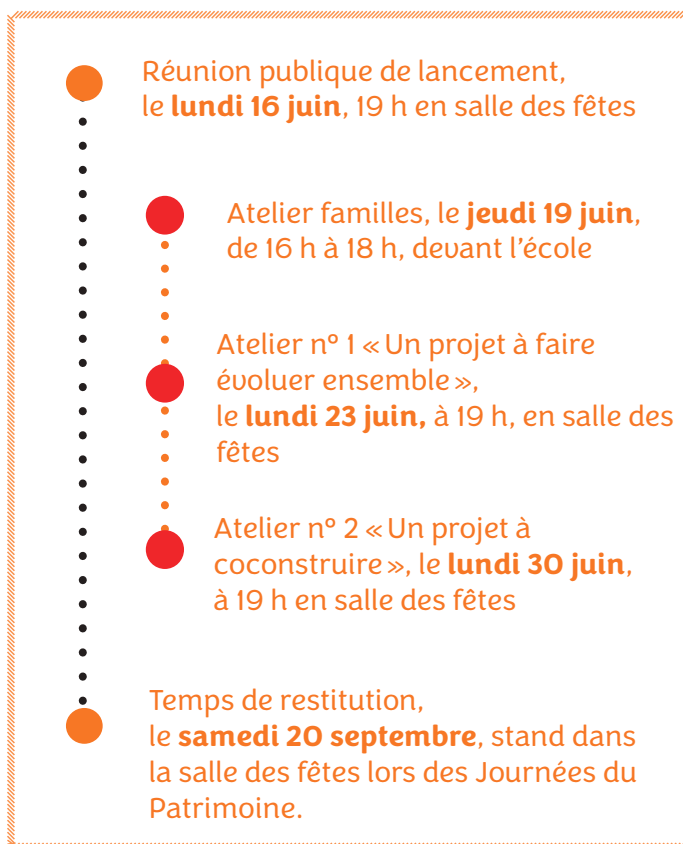 Réunion publique de lancement,
le lundi 16 juin, 19 h en salle des fêtes
Atelier familles, le jeudi 19 juin,
de 16 h à 18 h, devant l'école
Atelier n° 1 « Un projet à faire
évoluer ensemble »,
le lundi 23 juin, à 19 h, en salle des
fêtes
Atelier n° 2 « Un projet à
coconstruire », le lundi 30 juin,
à 19 h en salle des fêtes
Temps de restitution,
le samedi 20 septembre, stand dans
la salle des fêtes lors des Journées du
Patrimoine.